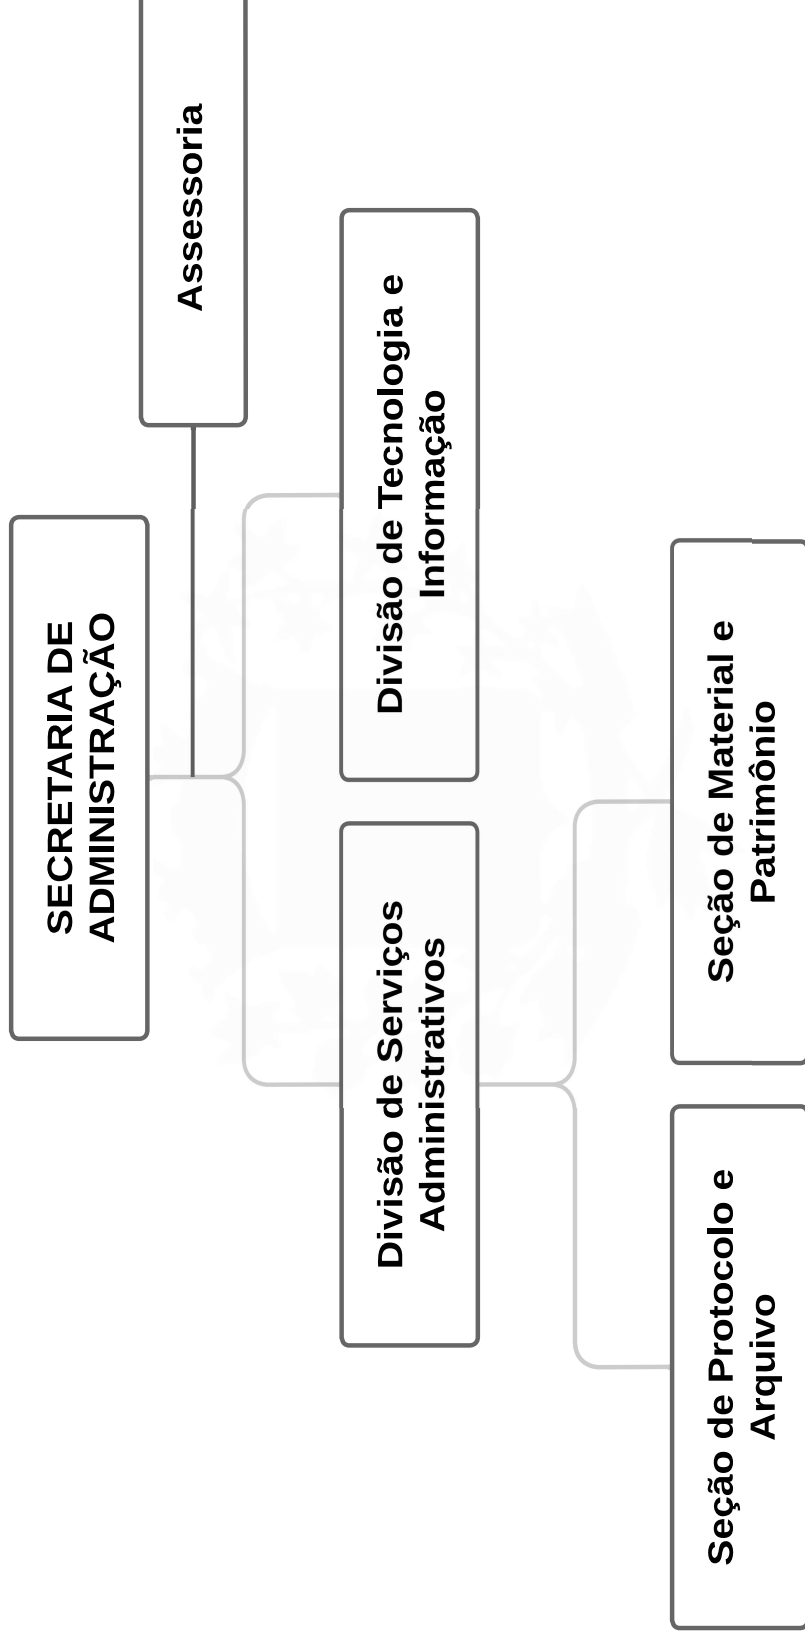 SECRETARIA DE
ADMINISTRAÇÃO
Assessoria
Divisão de Serviços
Administrativos
Divisão de Tecnologia e
Informação
Seção de Protocolo e
Arquivo
Seção de Material e
Patrimônio